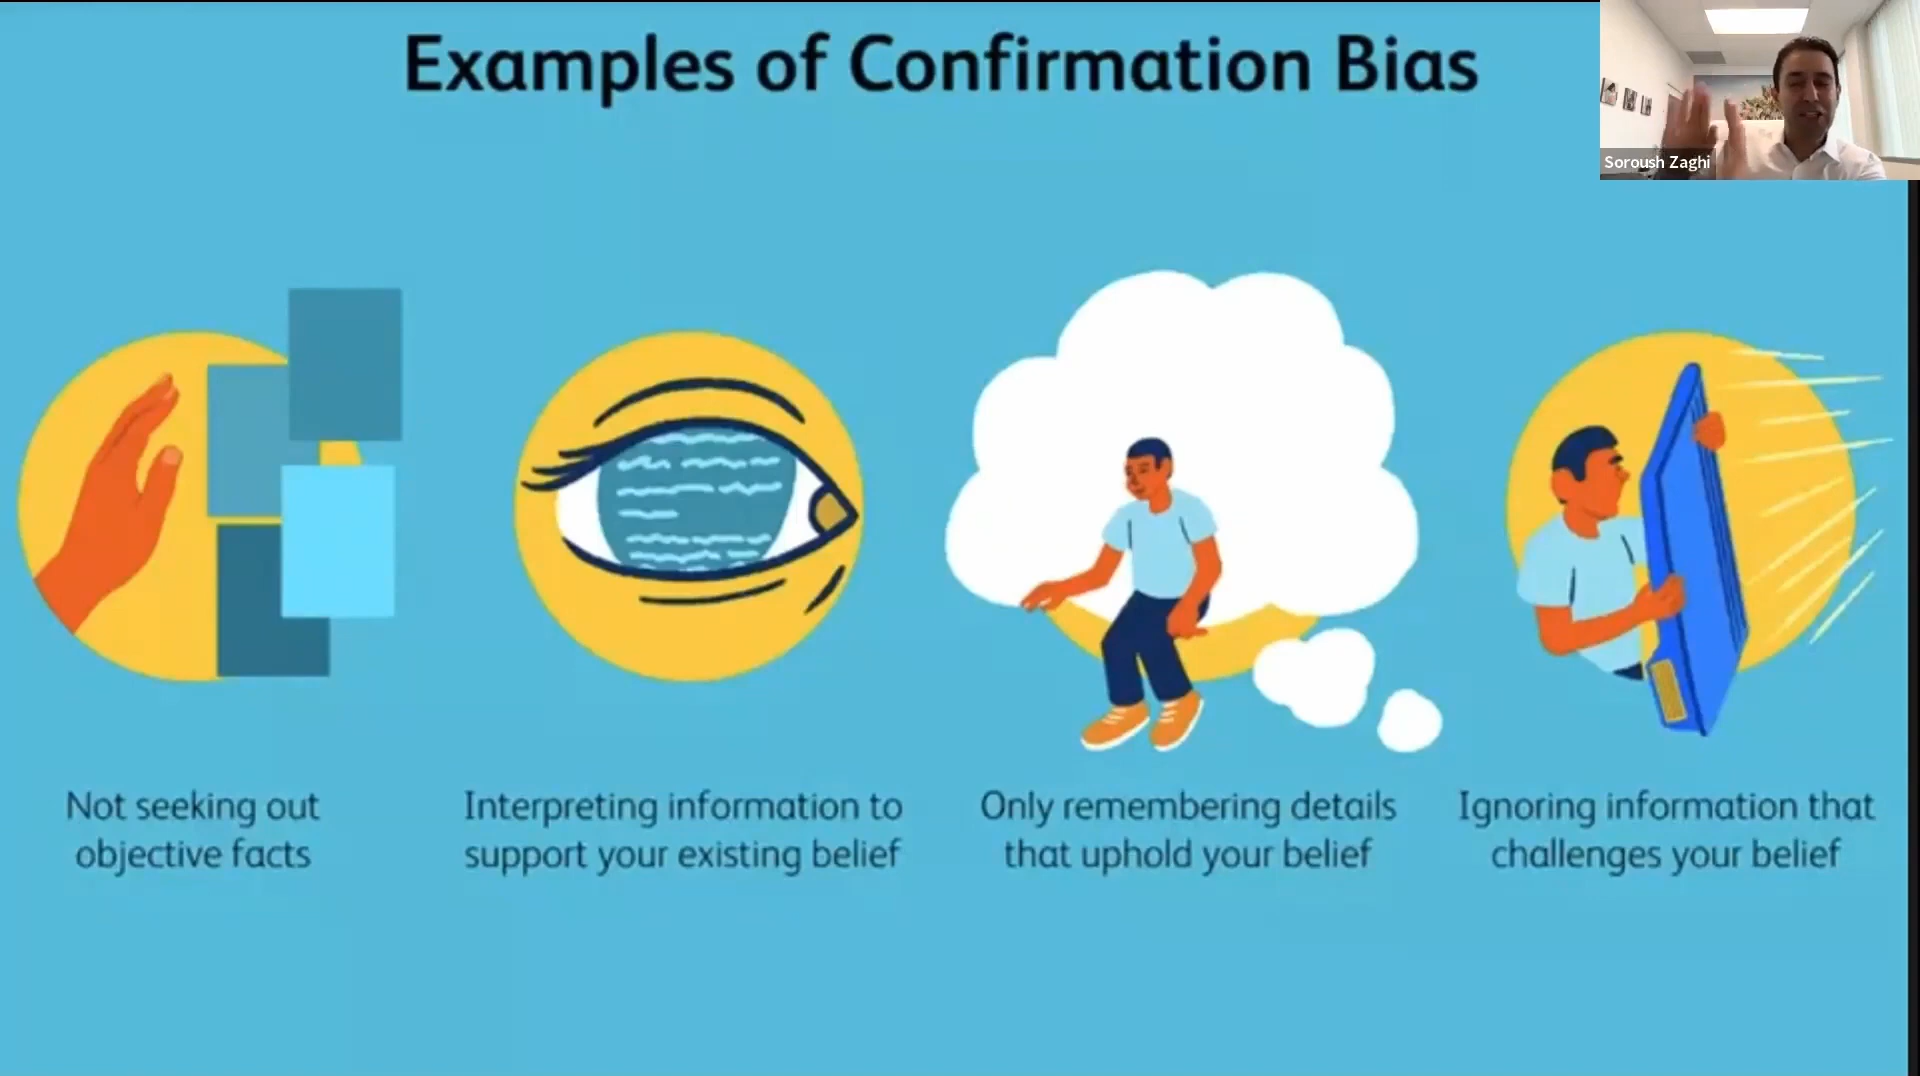 Examples of Confirmation Bias
Soroush Zaghi
Not seeking out
objective facts
Interpreting information to
support your existing belief
Only remembering details
that uphold your belief
Ignoring information that
challenges your belief